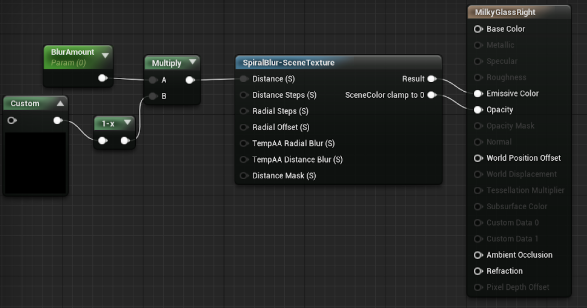 MilkyGlassRight
Base Color
Metallic
Specular
Roughness
Emissive Color
Opacity
Opacity Mask
Normal
World Position Offset
World Displacement
Tessellation Multiplier
Subsurface Color
Custom Data 0
Custom Data 1
Ambient Occlusion
Refraction
Pixel Depth Offset
BlurAmount
Param (0)
Multiply
A
B
SpiralBlur-SceneTexture
Distance (S) Result
Distance Steps (S) SceneColor clamp to 0
Radial Steps (S)
Radial Offset (S)
TempAA Radial Blur (S)
TempAA Distance Blur (S)
Distance Mask (S)
Custom
1-x